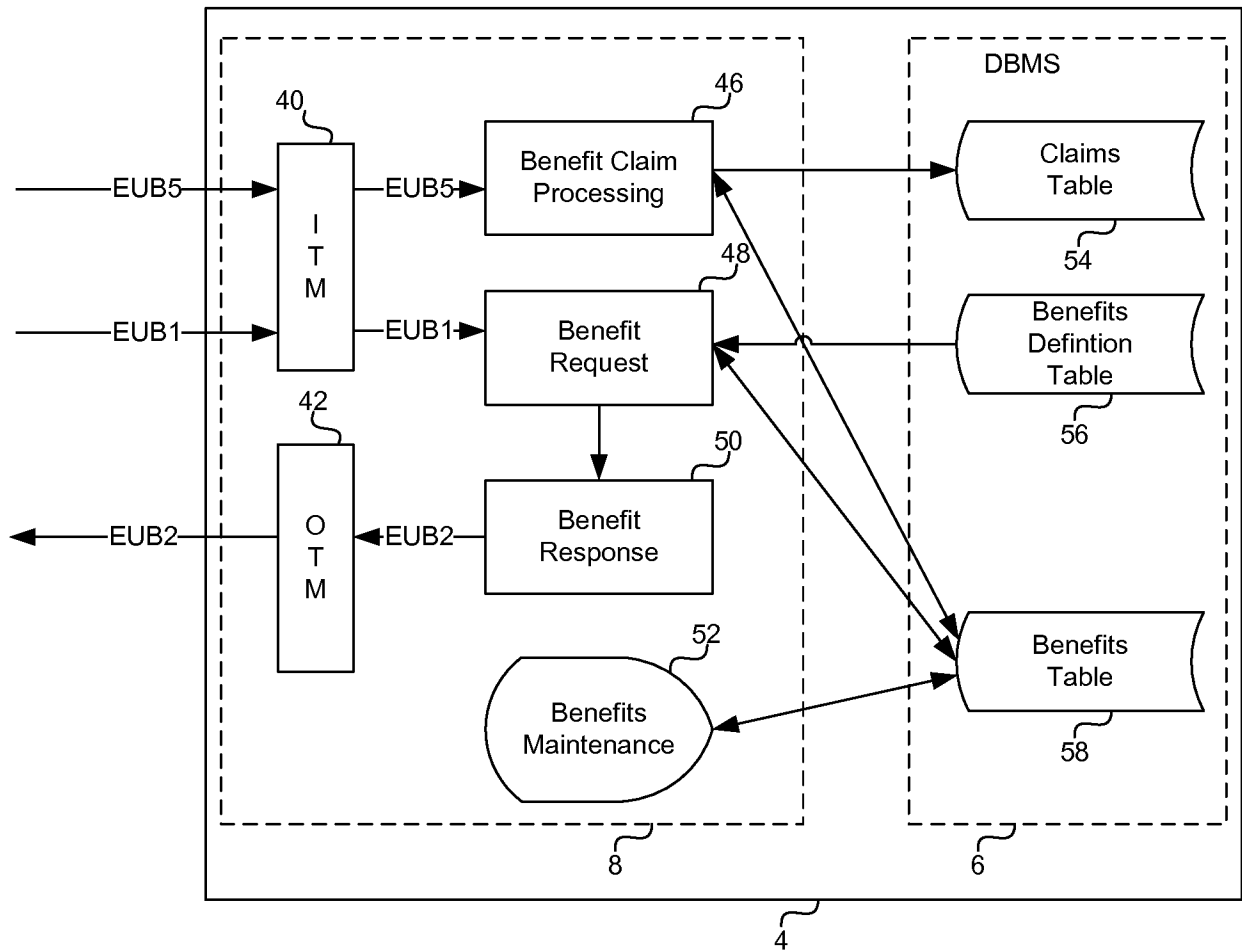 DBMS
40
46
EUB5
EUB5
I
T
M
Benefit Claim
Processing
Claims
Table
54
48
EUB1
EUB1
Benefit
Request
Benefits
Defintion
Table
56
42
50
EUB2
O
T
M
EUB2
Benefit
Response
52
Benefits
Maintenance
Benefits
Table
58
8
6
4